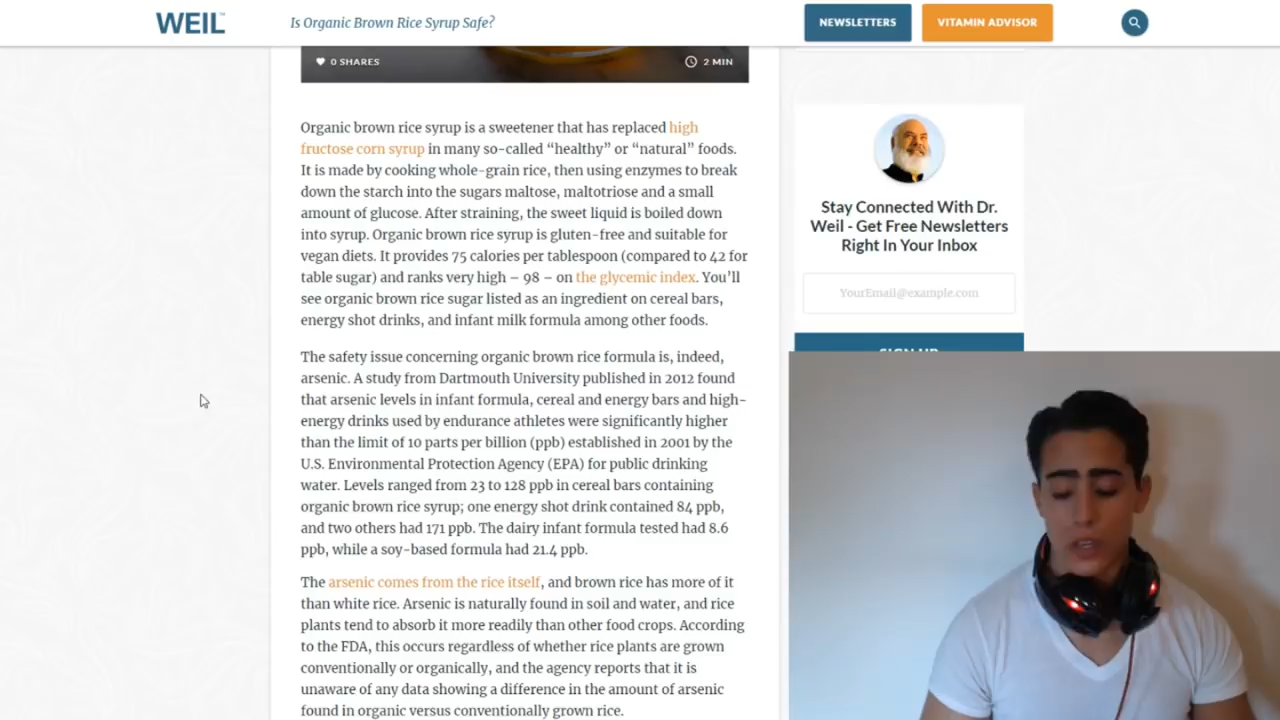 WEIL™
Is Organic Brown Rice Syrup Safe?
NEWSLETTERS
VITAMIN ADVISOR
0 SHARES
2 MIN
Organic brown rice syrup is a sweetener that has replaced high
fructose corn syrup in many so-called “healthy” or “natural” foods.
It is made by cooking whole-grain rice, then using enzymes to break
down the starch into the sugars maltose, maltotriose and a small
amount of glucose. After straining, the sweet liquid is boiled down
into syrup. Organic brown rice syrup is gluten-free and suitable for
vegan diets. It provides 75 calories per tablespoon (compared to 42 for
table sugar) and ranks very high – 98 – on the glycemic index. You’ll
see organic brown rice sugar listed as an ingredient on cereal bars,
energy shot drinks, and infant milk formula among other foods.
The safety issue concerning organic brown rice formula is, indeed,
arsenic. A study from Dartmouth University published in 2012 found
that arsenic levels in infant formula, cereal and energy bars and high-
energy drinks used by endurance athletes were significantly higher
than the limit of 10 parts per billion (ppb) established in 2001 by the
U.S. Environmental Protection Agency (EPA) for public drinking
water. Levels ranged from 23 to 128 ppb in cereal bars containing
organic brown rice syrup; one energy shot drink contained 84 ppb,
and two others had 171 ppb. The dairy infant formula tested had 8.6
ppb, while a soy-based formula had 21.4 ppb.
The arsenic comes from the rice itself, and brown rice has more of it
than white rice. Arsenic is naturally found in soil and water, and rice
plants tend to absorb it more readily than other food crops. According
to the FDA, this occurs regardless of whether rice plants are grown
conventionally or organically, and the agency reports that it is
unaware of any data showing a difference in the amount of arsenic
found in organic versus conventionally grown rice.
Stay Connected With Dr.
Weil - Get Free Newsletters
Right In Your Inbox
YourEmail@example.com
SIGN UP